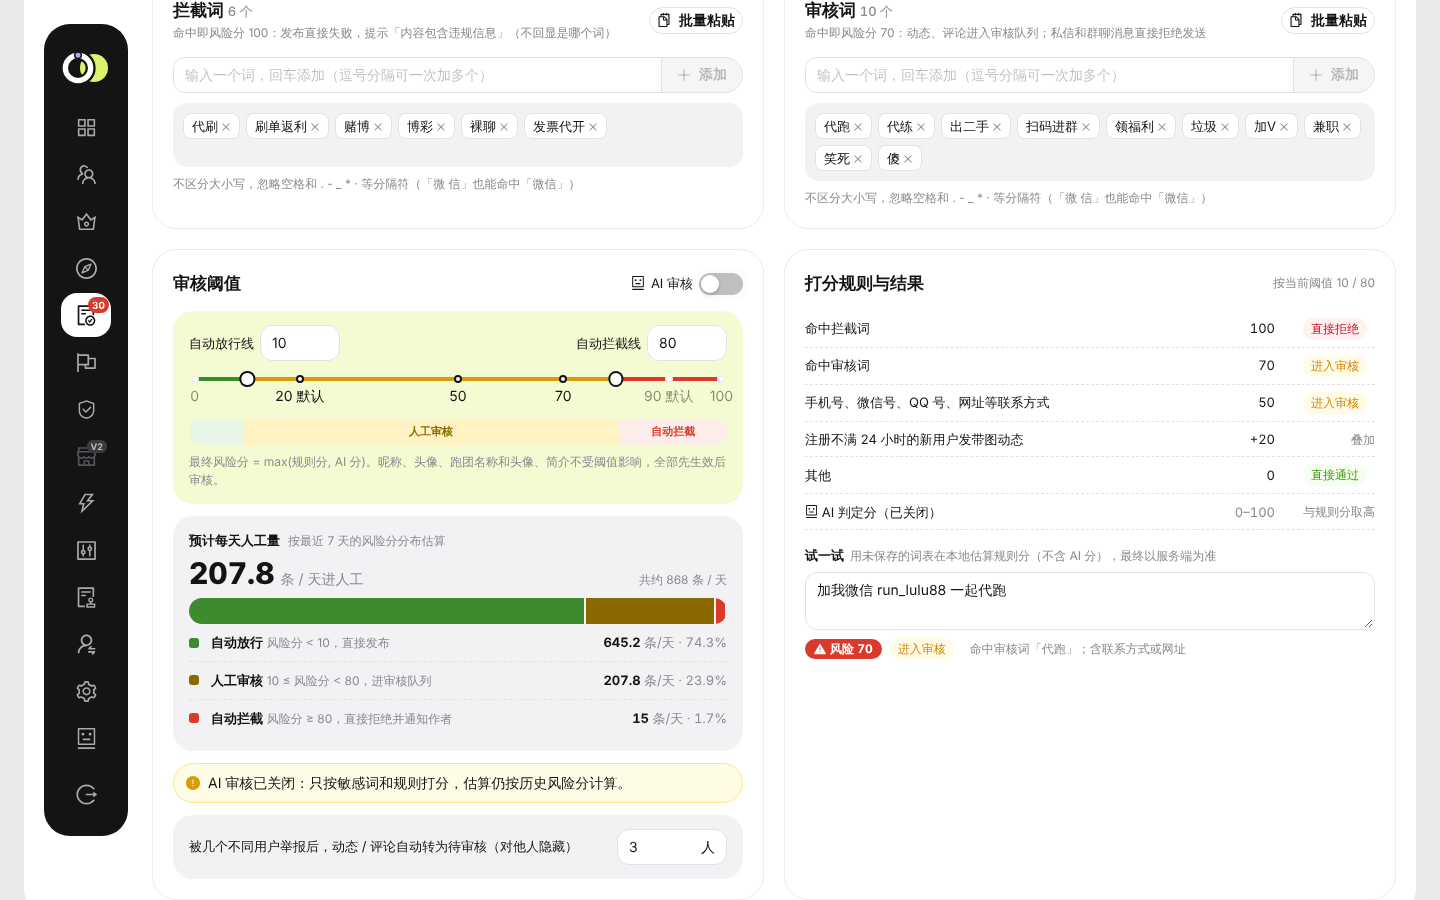 拦截词 6 个
批量粘贴
命中即风险分 100：发布直接失败，提示「内容包含违规信息」（不回显是哪个词）
输入一个词，回车添加（逗号分隔可一次加多个）
添加
代刷
刷单返利
赌博
博彩
裸聊
发票代开
不区分大小写，忽略空格和 . - _ * · 等分隔符（「微 信」也能命中「微信」）
审核词 10 个
批量粘贴
命中即风险分 70：动态、评论进入审核队列；私信和群聊消息直接拒绝发送
输入一个词，回车添加（逗号分隔可一次加多个）
添加
代跑
代练
出二手
扫码进群
领福利
垃圾
加V
兼职
笑死
傻
不区分大小写，忽略空格和 . - _ * · 等分隔符（「微 信」也能命中「微信」）
30
V2
审核阈值
AI 审核
自动放行线
10
自动拦截线
80
0
20 默认
50
70
90 默认
100
人工审核
自动拦截
最终风险分 = max(规则分, AI 分)。昵称、头像、跑团名称和头像、简介不受阈值影响，全部先生效后
审核。
预计每天人工量 按最近 7 天的风险分分布估算
207.8 条 / 天进人工
共约 868 条 / 天
自动放行 风险分 < 10，直接发布
645.2 条/天 · 74.3%
人工审核 10 ≤ 风险分 < 80，进审核队列
207.8 条/天 · 23.9%
自动拦截 风险分 ≥ 80，直接拒绝并通知作者
15 条/天 · 1.7%
AI 审核已关闭：只按敏感词和规则打分，估算仍按历史风险分计算。
被几个不同用户举报后，动态 / 评论自动转为待审核（对他人隐藏）
3 人
打分规则与结果
按当前阈值 10 / 80
命中拦截词 100 直接拒绝
命中审核词 70 进入审核
手机号、微信号、QQ 号、网址等联系方式 50 进入审核
注册不满 24 小时的新用户发带图动态 +20 叠加
其他 0 直接通过
AI 判定分（已关闭） 0–100 与规则分取高
试一试 用未保存的词表在本地估算规则分（不含 AI 分），最终以服务端为准
加我微信 run_lulu88 一起代跑
风险 70
进入审核
命中审核词「代跑」；含联系方式或网址